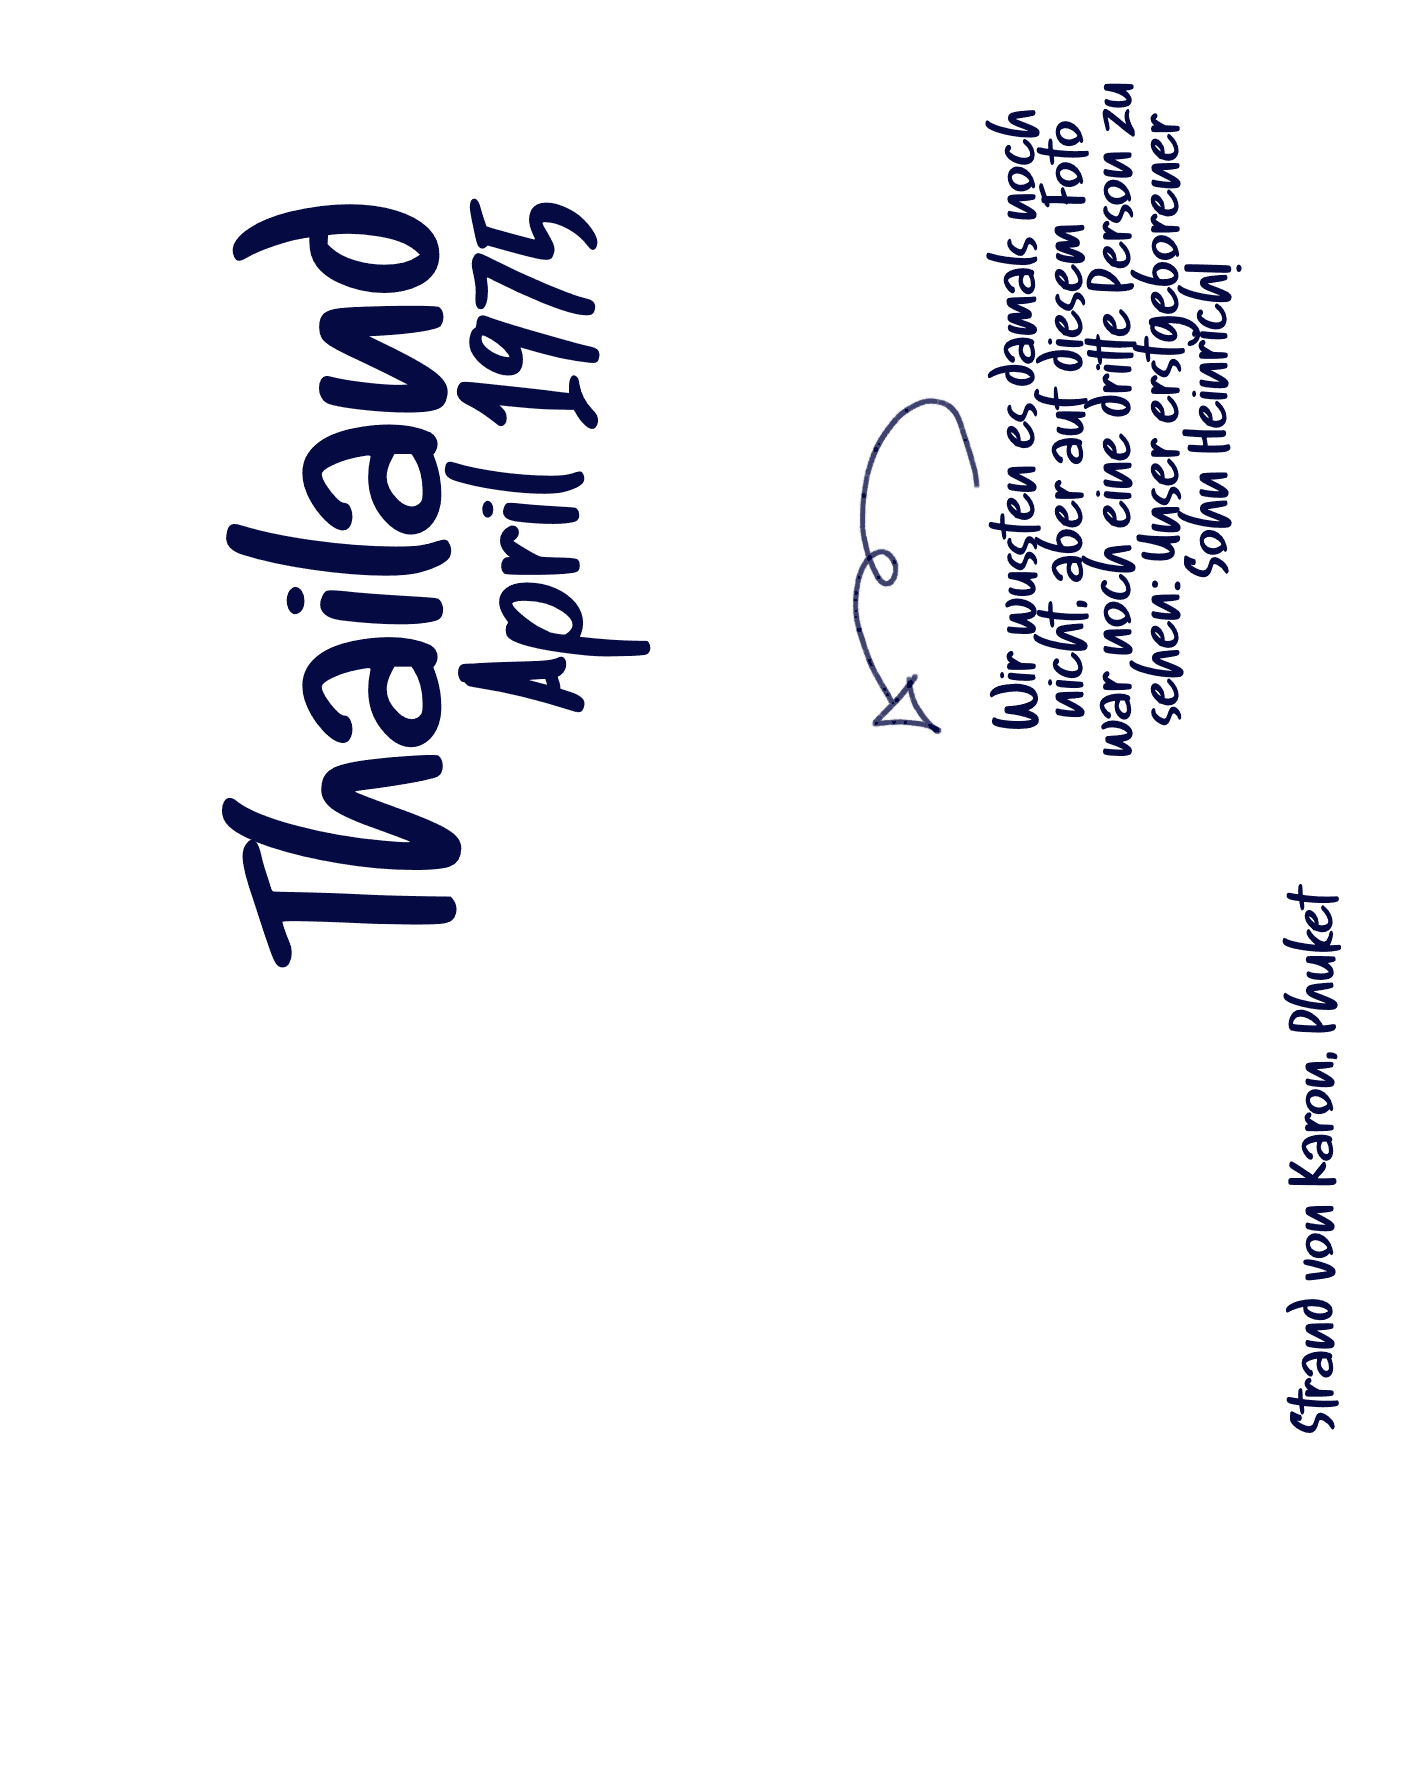 Thailand
April 1975
Wir wussten es damals noch
nicht, aber auf diesem Foto
war noch eine dritte Person zu
sehen: Unser erstgeborener
Sohn Heinrich!
Strand von Karon, Phuket